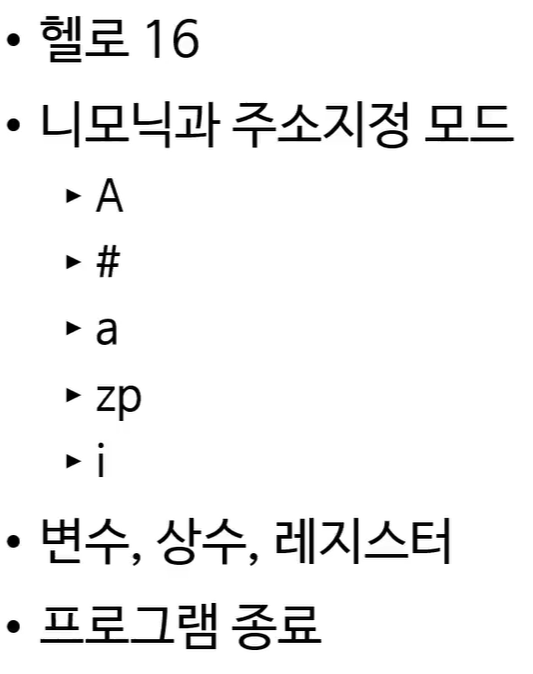 • 헬로 16
• 니모닉과 주소지정 모드
▸ A
▸ #
▸ a
▸ zp
▸ i
• 변수, 상수, 레지스터
• 프로그램 종료